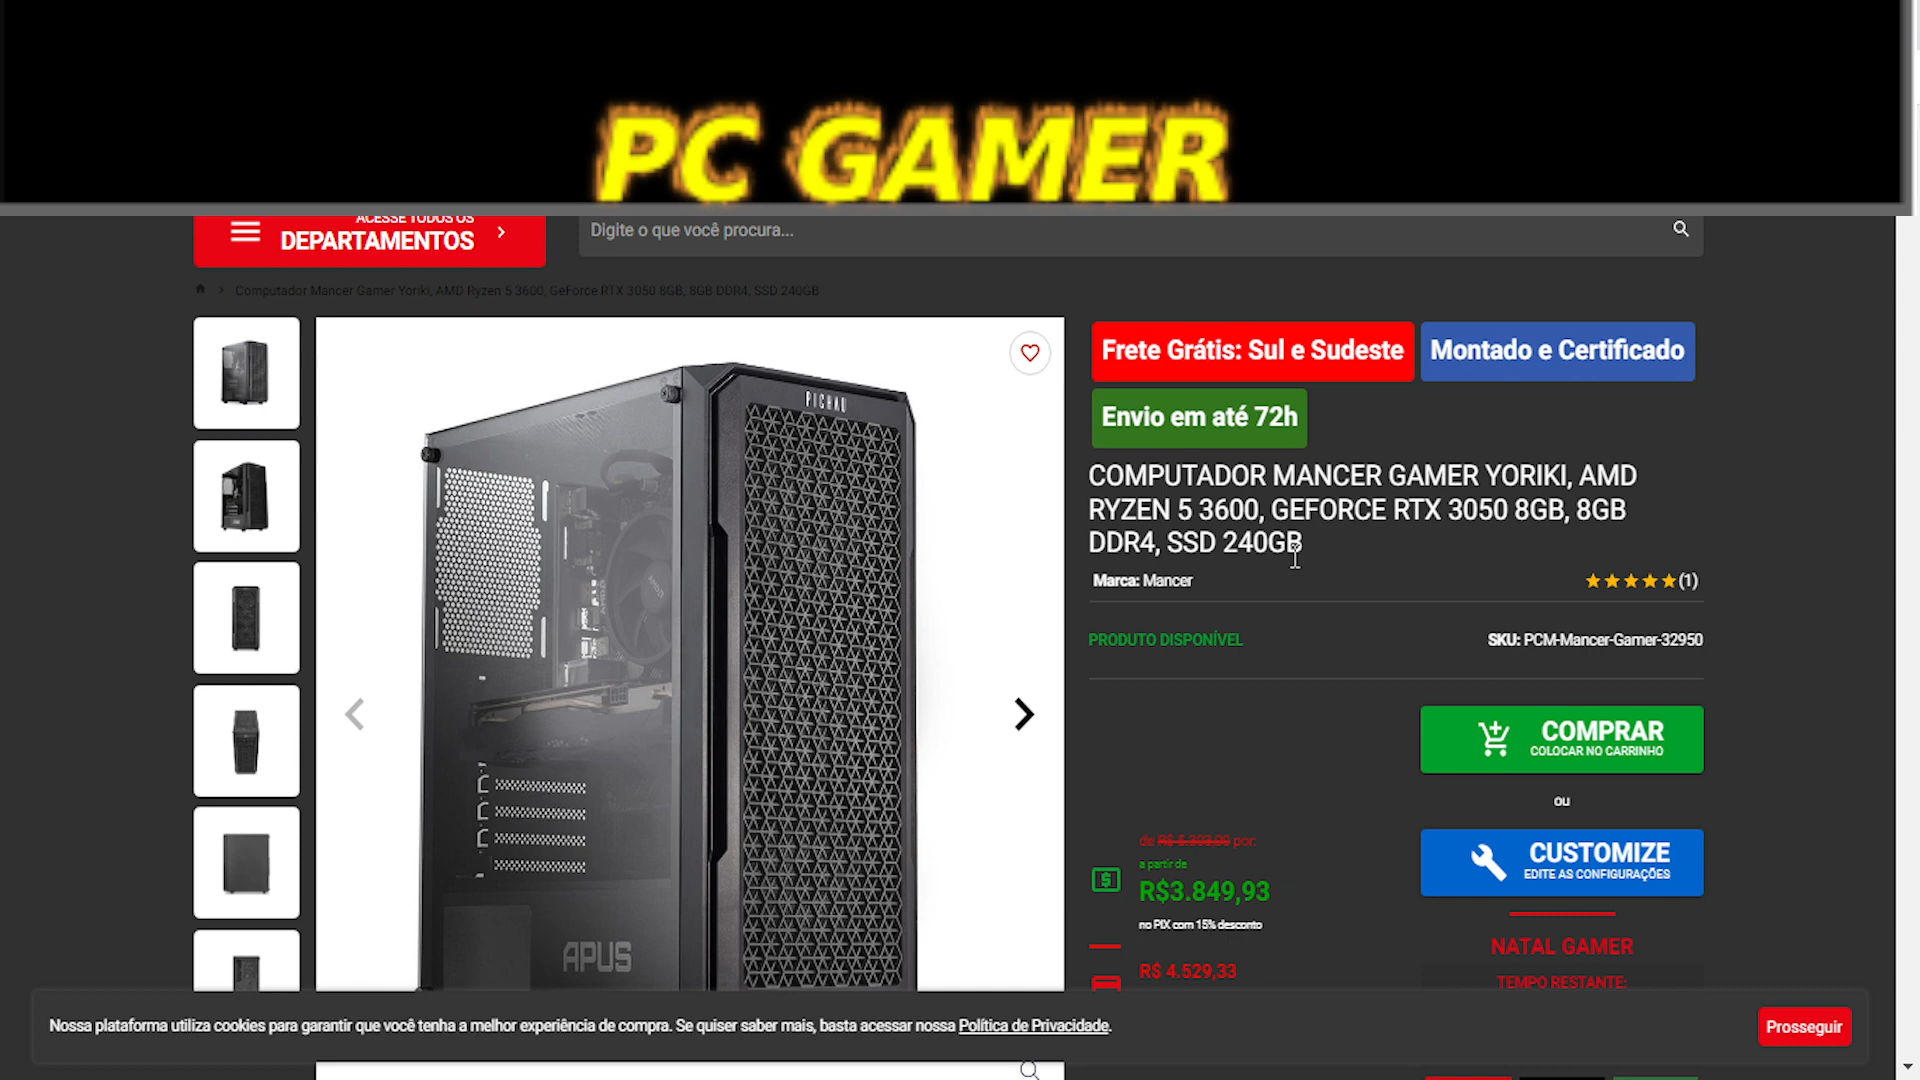 PC GAMER
ACESSE TODOS OS
DEPARTAMENTOS
Digite o que você procura...
Computador Mancer Gamer Yoriki, AMD Ryzen 5 3600, GeForce RTX 3050 8GB, 8GB DDR4, SSD 240GB
PICHAU
APUS
Frete Grátis: Sul e Sudeste
Montado e Certificado
Envio em até 72h
COMPUTADOR MANCER GAMER YORIKI, AMD
RYZEN 5 3600, GEFORCE RTX 3050 8GB, 8GB
DDR4, SSD 240GB
Marca: Mancer
(1)
PRODUTO DISPONÍVEL
SKU: PCM-Mancer-Gamer-32950
COMPRAR
COLOCAR NO CARRINHO
ou
CUSTOMIZE
EDITE AS CONFIGURAÇÕES
de R$ 5.303,00 por:
a partir de
R$3.849,93
no PIX com 15% desconto
R$ 4.529,33
NATAL GAMER
TEMPO RESTANTE:
Nossa plataforma utiliza cookies para garantir que você tenha a melhor experiência de compra. Se quiser saber mais, basta acessar nossa Política de Privacidade.
Prosseguir